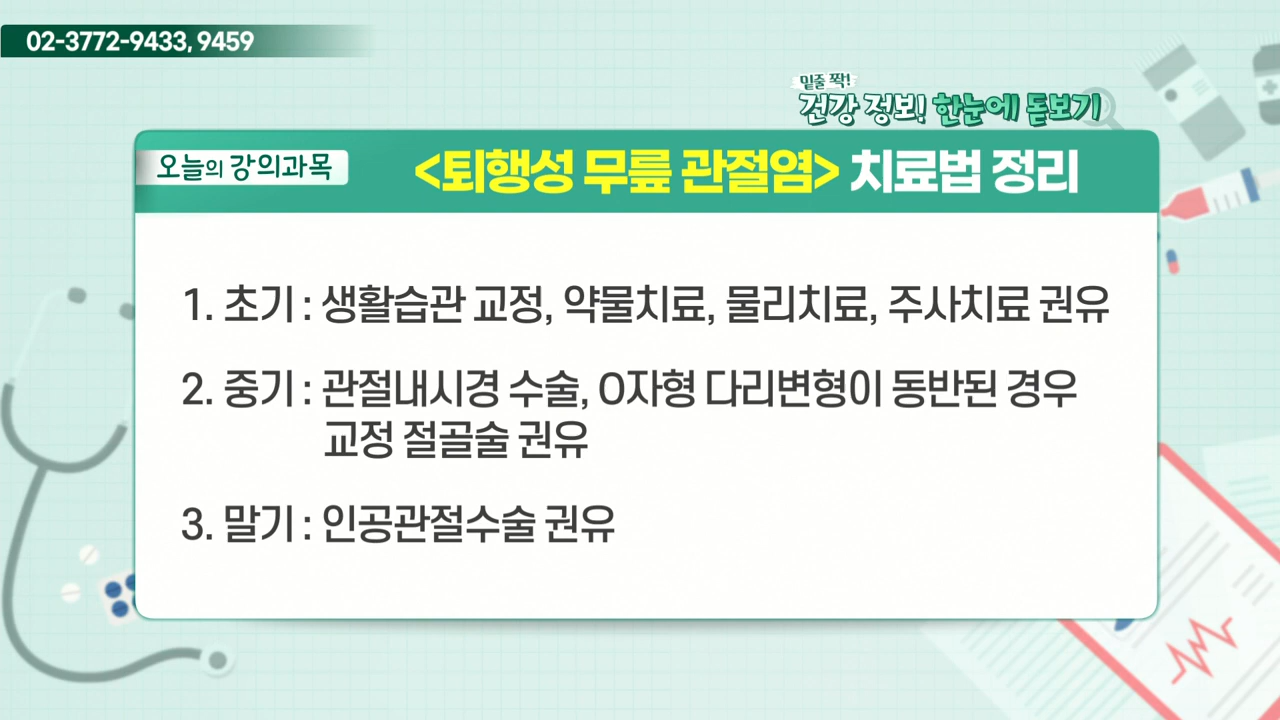 02-3772-9433, 9459
밑줄 쫙!
건강 정보! 한눈에 돋보기
오늘의 강의과목
<퇴행성 무릎 관절염> 치료법 정리
1. 초기 : 생활습관 교정, 약물치료, 물리치료, 주사치료 권유
2. 중기 : 관절내시경 수술, O자형 다리변형이 동반된 경우
교정 절골술 권유
3. 말기 : 인공관절수술 권유